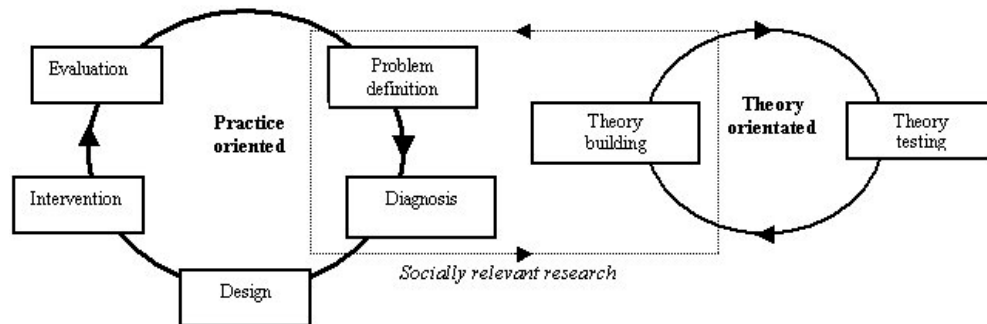 Evaluation
Problem
definition
Practice
oriented
Theory
building
Theory
orientated
Theory
testing
Intervention
Diagnosis
Design
Socially relevant research